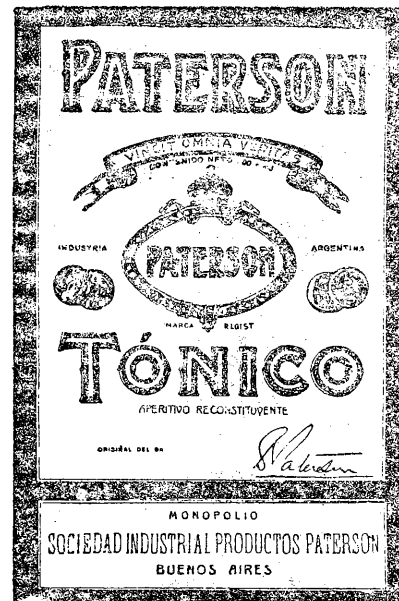 PATERSON
VINCIT OMNIA VERITAS
CONTENIDO NETO
INDUSTRIA
ARGENTINA
PATERSON
MARCA REGIST
TÓNICO
APERITIVO RECONSTITUYENTE
ORIGINAL DEL DR
Paterson
MONOPOLIO
SOCIEDAD INDUSTRIAL PRODUCTOS PATERSON
BUENOS AIRES